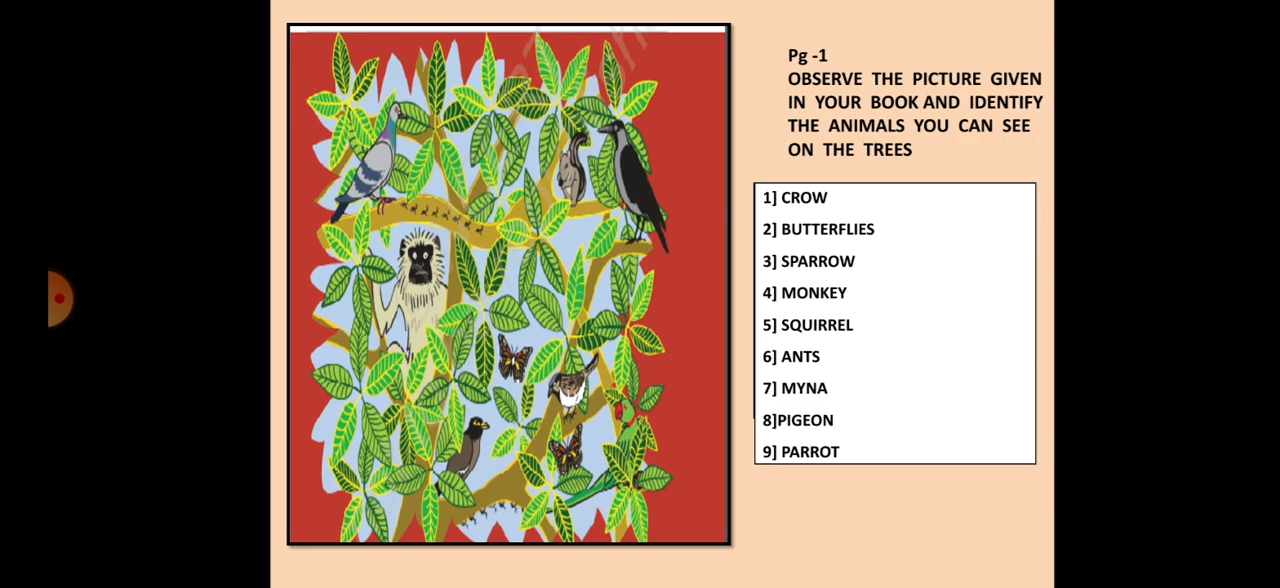 Pg -1
OBSERVE THE PICTURE GIVEN
IN YOUR BOOK AND IDENTIFY
THE ANIMALS YOU CAN SEE
ON THE TREES
1] CROW
2] BUTTERFLIES
3] SPARROW
4] MONKEY
5] SQUIRREL
6] ANTS
7] MYNA
8]PIGEON
9] PARROT